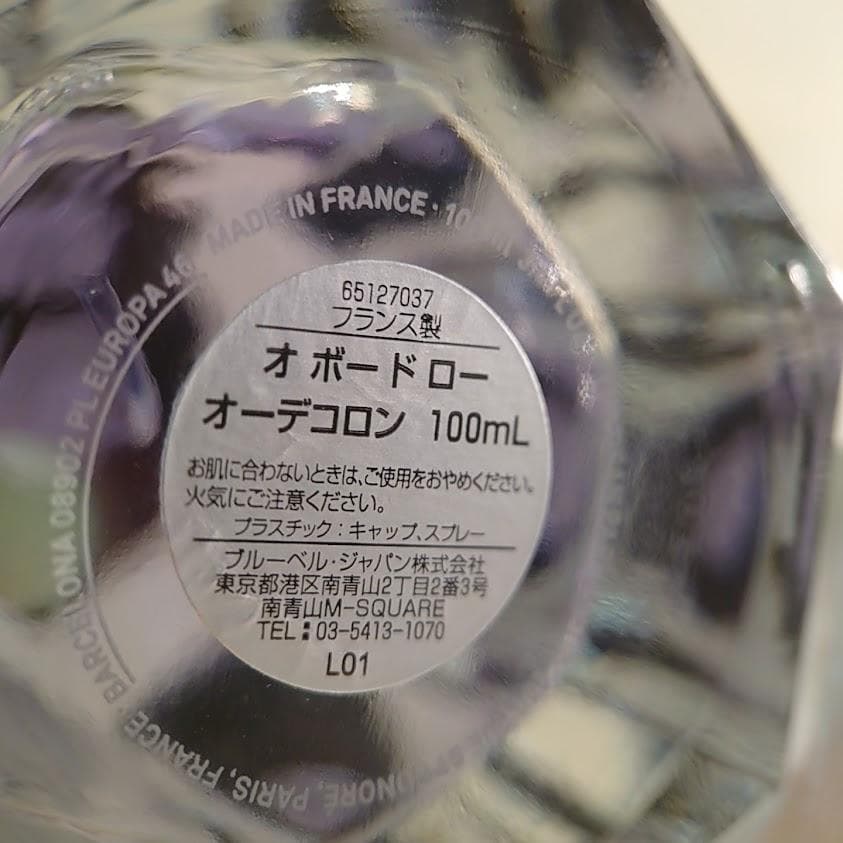 MADE IN FRANCE · 10
65127037
フランス製
オ ボード ロー
オーデコロン 100mL
お肌に合わないときは、ご使用をおやめください。
火気にご注意ください。
プラスチック：キャップ、スプレー
ブルーベル・ジャパン株式会社
東京都港区南青山2丁目2番3号
南青山M-SQUARE
TEL：03-5413-1070
L01
HONORÉ, PARIS, FRANCE · BARCELONA 08902 PL EUROPA 46